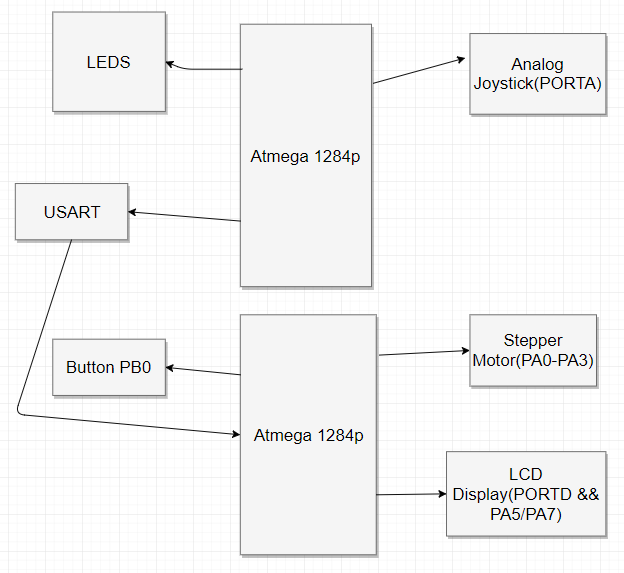 LEDS
Analog
Joystick(PORTA)
Atmega 1284p
USART
Button PB0
Stepper
Motor(PA0-PA3)
Atmega 1284p
LCD
Display(PORTD &&
PA5/PA7)